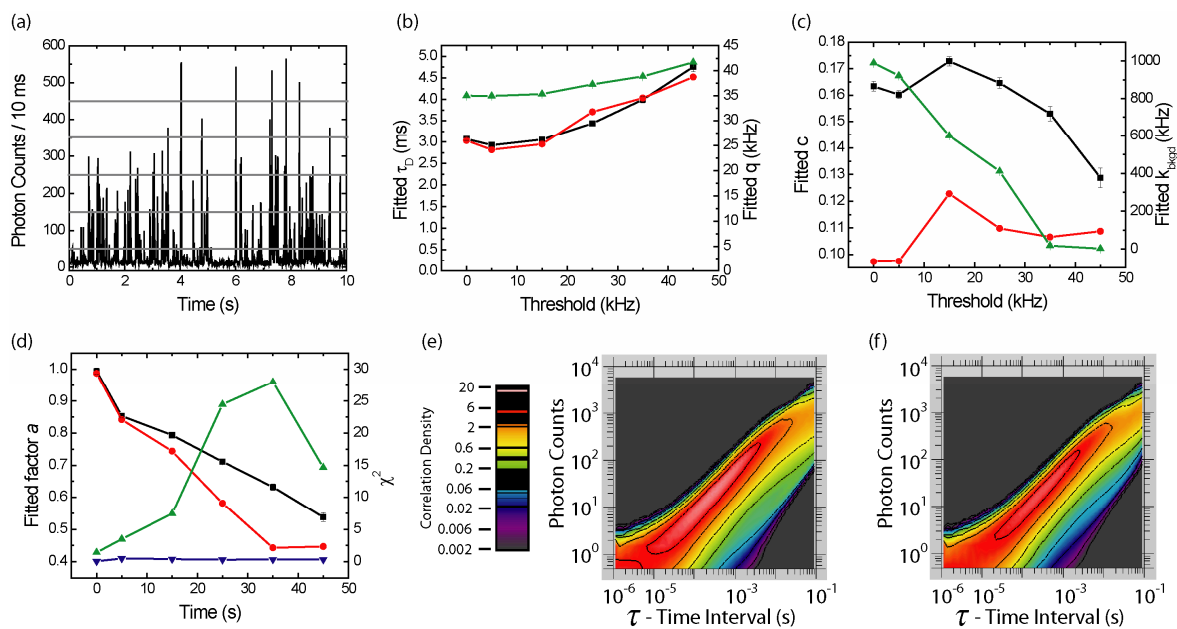 (a)
600
500
400
300
200
100
0
Photon Counts / 10 ms
0 2 4 6 8 10
Time (s)
(b)
5.0
4.5
4.0
3.5
3.0
2.5
2.0
1.5
1.0
0.5
0.0
Fitted τD (ms)
45
40
35
30
25
20
15
10
5
0
Fitted q (kHz)
0 10 20 30 40 50
Threshold (kHz)
(c)
0.18
0.17
0.16
0.15
0.14
0.13
0.12
0.11
0.10
Fitted c
1000
800
600
400
200
0
Fitted kbkgd (kHz)
0 10 20 30 40 50
Threshold (kHz)
(d)
1.0
0.9
0.8
0.7
0.6
0.5
0.4
Fitted factor a
30
25
20
15
10
5
0
χ2
0 10 20 30 40 50
Time (s)
(e)
20
6
2
0.6
0.2
0.06
0.02
0.006
0.002
Correlation Density
10^4
10^3
10^2
10^1
10^0
Photon Counts
10^-6 10^-5 10^-3 10^-1
τ - Time Interval (s)
(f)
10^4
10^3
10^2
10^1
10^0
Photon Counts
10^-6 10^-5 10^-3 10^-1
τ - Time Interval (s)